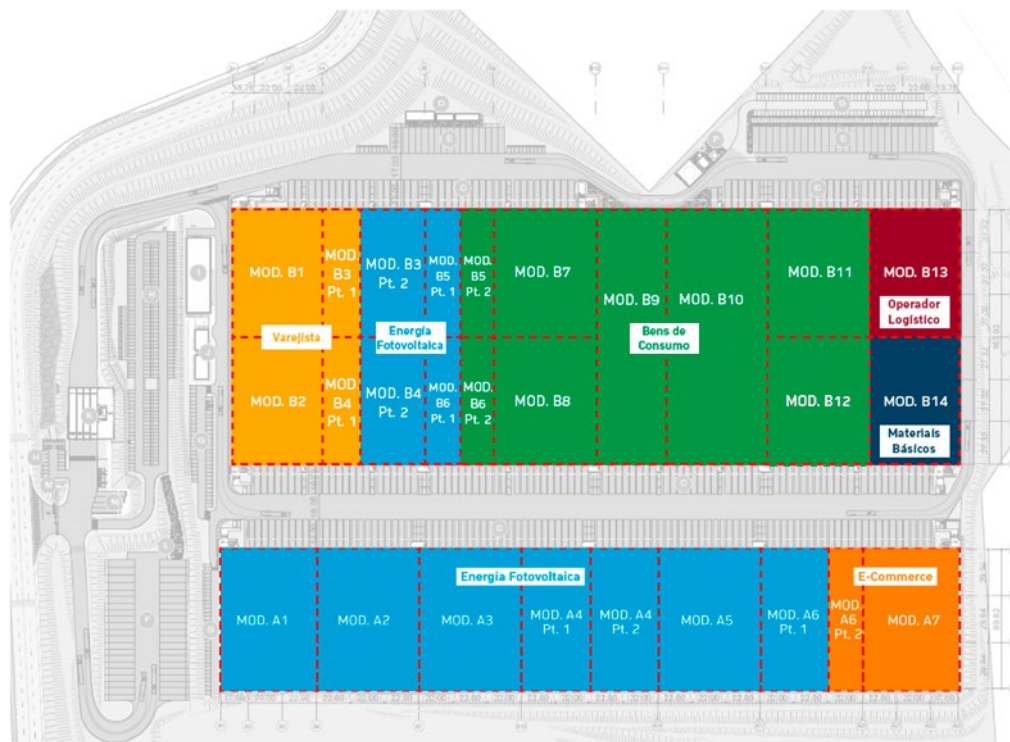 MOD. B1
MOD.
B3
Pt. 1
MOD. B3
Pt. 2
MOD.
B5
Pt. 1
MOD.
B5
Pt. 2
MOD. B7
MOD. B9
MOD. B10
MOD. B11
MOD. B13
Operador
Logístico
Varejista
Energía
Fotovoltaica
Bens de
Consumo
MOD. B2
MOD.
B4
Pt. 1
MOD. B4
Pt. 2
MOD.
B6
Pt. 1
MOD.
B6
Pt. 2
MOD. B8
MOD. B12
MOD. B14
Materiais
Básicos
Energía Fotovoltaica
E-Commerce
MOD. A1
MOD. A2
MOD. A3
MOD. A4
Pt. 1
MOD. A4
Pt. 2
MOD. A5
MOD. A6
Pt. 1
MOD.
A6
Pt. 2
MOD. A7